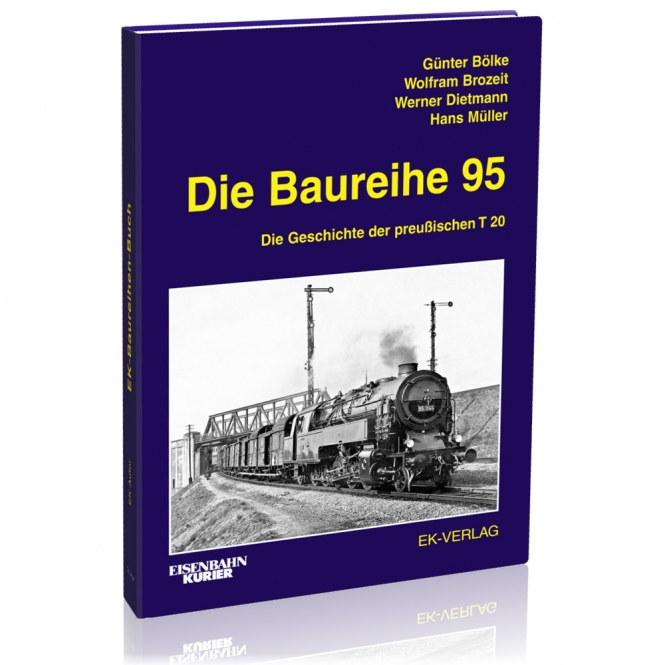 Günter Bölke
Wolfram Brozeit
Werner Dietmann
Hans Müller
Die Baureihe 95
Die Geschichte der preußischen T 20
EK-VERLAG
EISENBAHN
KURIER
EK-Baureihen-Buch